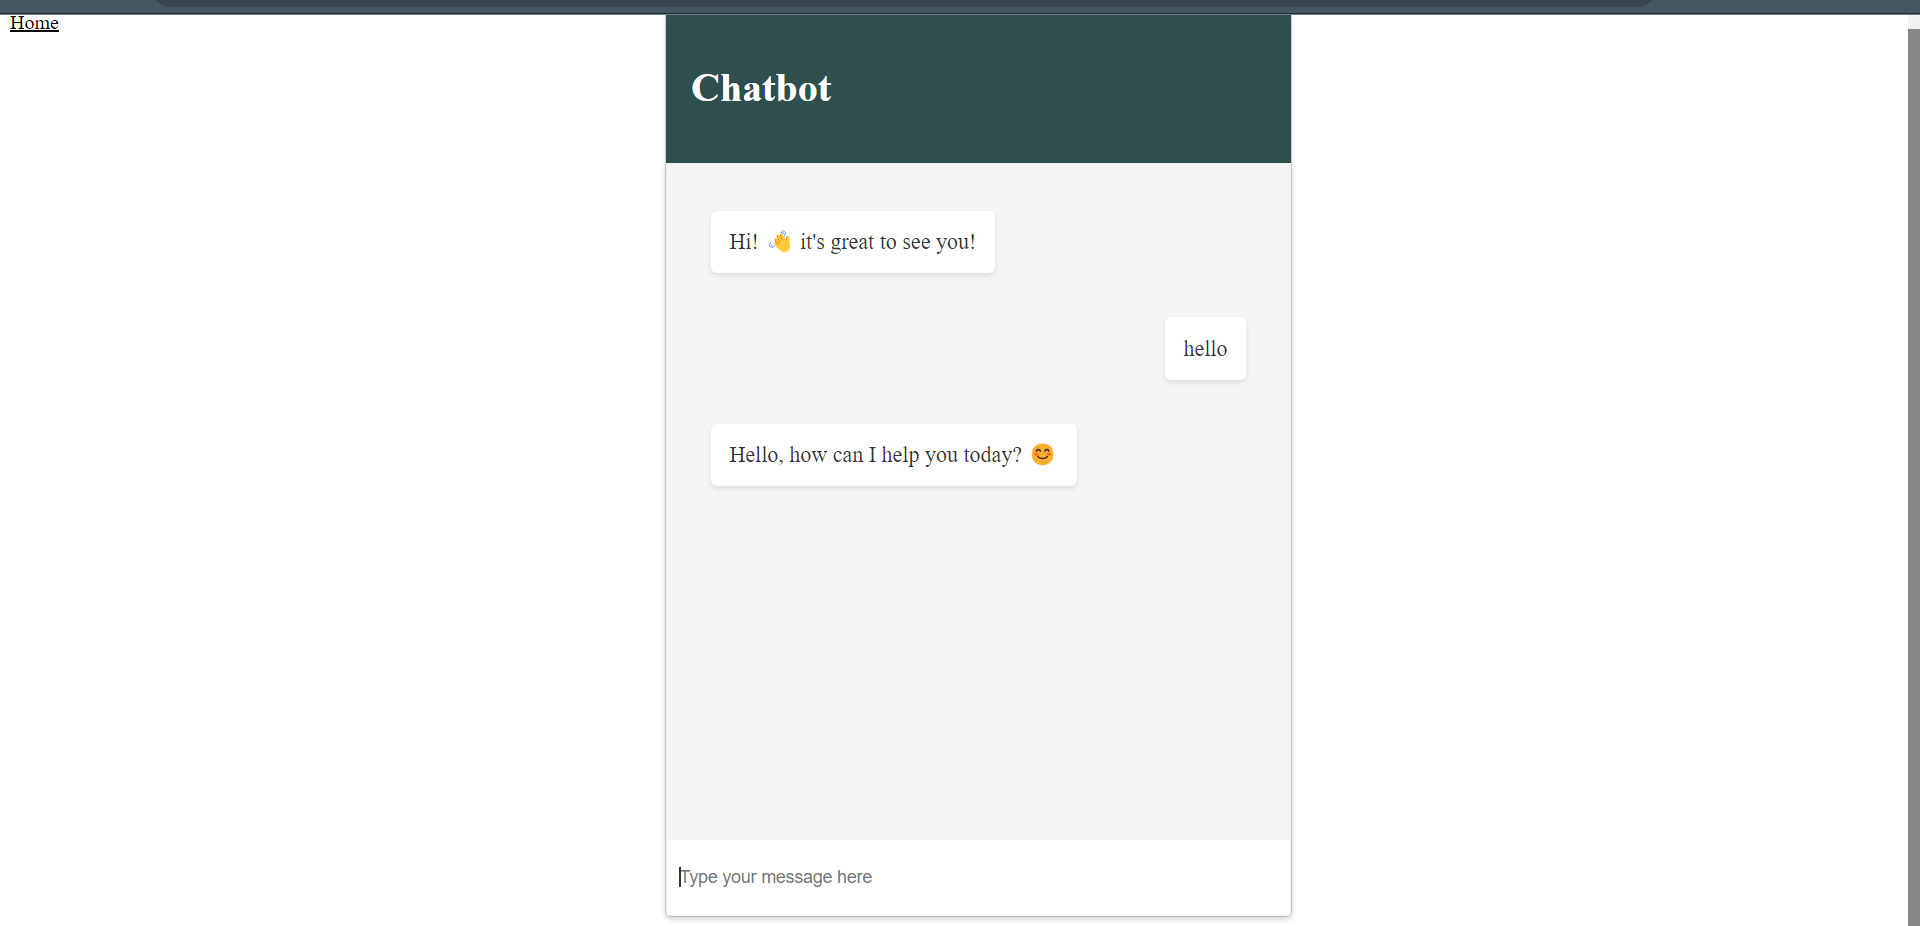 Home
Chatbot
Hi! 👋 it's great to see you!
hello
Hello, how can I help you today? 😊
Type your message here